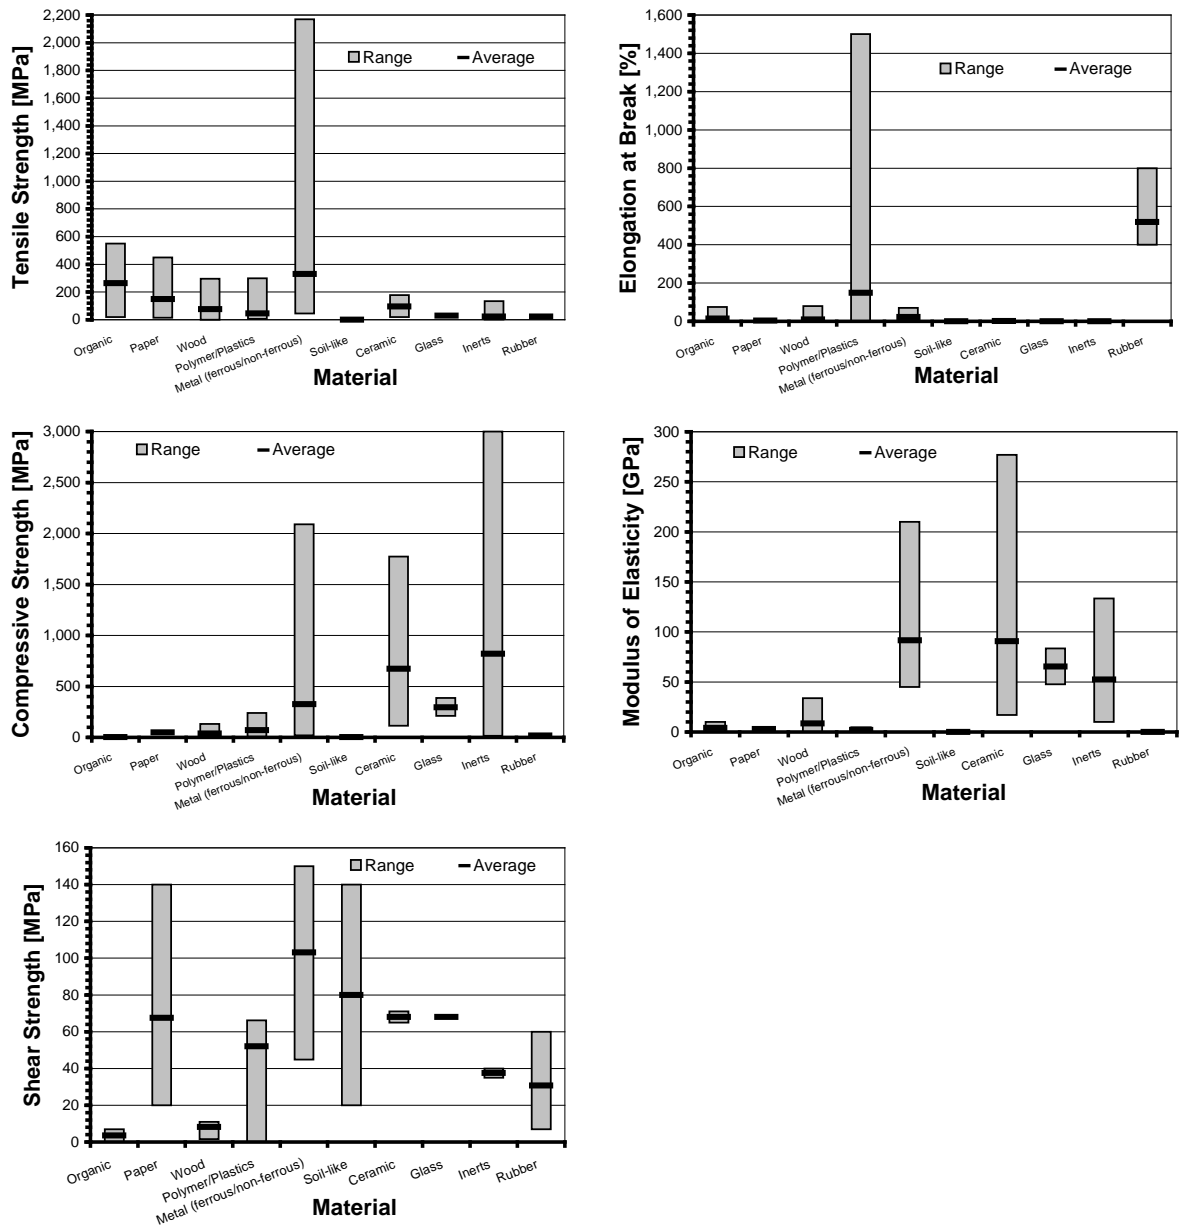 Tensile Strength [MPa]
2,200
2,000
1,800
1,600
1,400
1,200
1,000
800
600
400
200
0
Range
Average
Organic
Paper
Wood
Polymer/Plastics
Metal (ferrous/non-ferrous)
Soil-like
Ceramic
Glass
Inerts
Rubber
Material
Elongation at Break [%]
1,600
1,400
1,200
1,000
800
600
400
200
0
Range
Average
Organic
Paper
Wood
Polymer/Plastics
Metal (ferrous/non-ferrous)
Soil-like
Ceramic
Glass
Inerts
Rubber
Material
Compressive Strength [MPa]
3,000
2,500
2,000
1,500
1,000
500
0
Range
Average
Organic
Paper
Wood
Polymer/Plastics
Metal (ferrous/non-ferrous)
Soil-like
Ceramic
Glass
Inerts
Rubber
Material
Modulus of Elasticity [GPa]
300
250
200
150
100
50
0
Range
Average
Organic
Paper
Wood
Polymer/Plastics
Metal (ferrous/non-ferrous)
Soil-like
Ceramic
Glass
Inerts
Rubber
Material
Shear Strength [MPa]
160
140
120
100
80
60
40
20
0
Range
Average
Organic
Paper
Wood
Polymer/Plastics
Metal (ferrous/non-ferrous)
Soil-like
Ceramic
Glass
Inerts
Rubber
Material